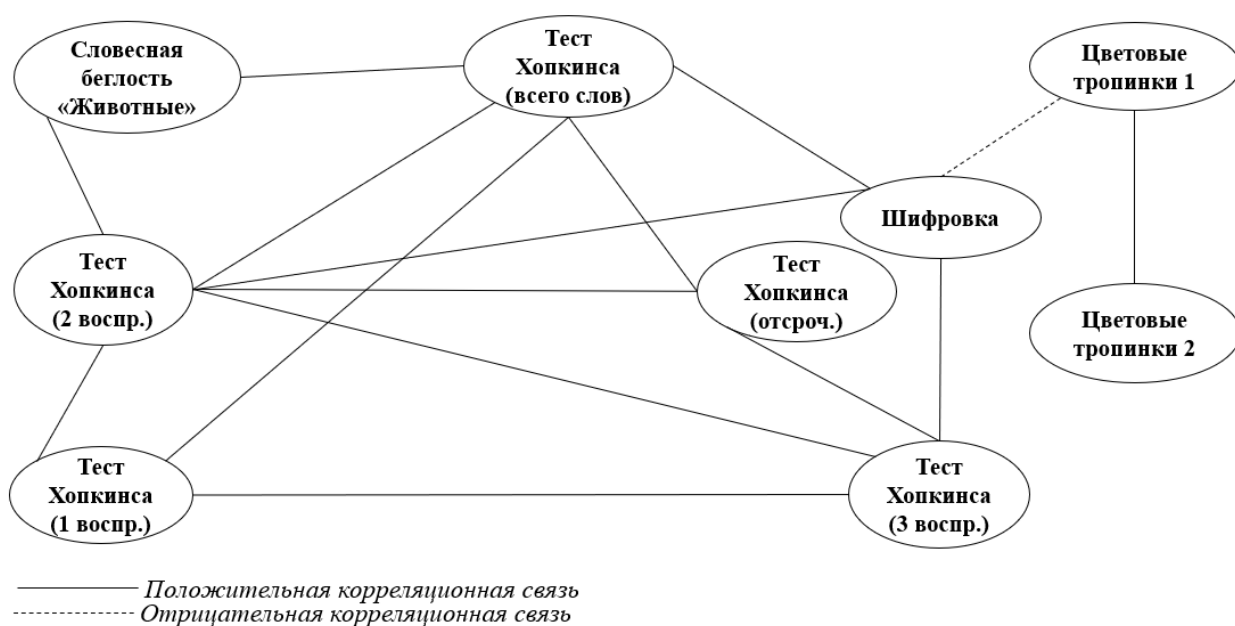 Словесная
беглость
«Животные»
Тест
Хопкинса
(всего слов)
Цветовые
тропинки 1
Шифровка
Тест
Хопкинса
(2 воспр.)
Тест
Хопкинса
(отсроч.)
Цветовые
тропинки 2
Тест
Хопкинса
(1 воспр.)
Тест
Хопкинса
(3 воспр.)
Положительная корреляционная связь
Отрицательная корреляционная связь